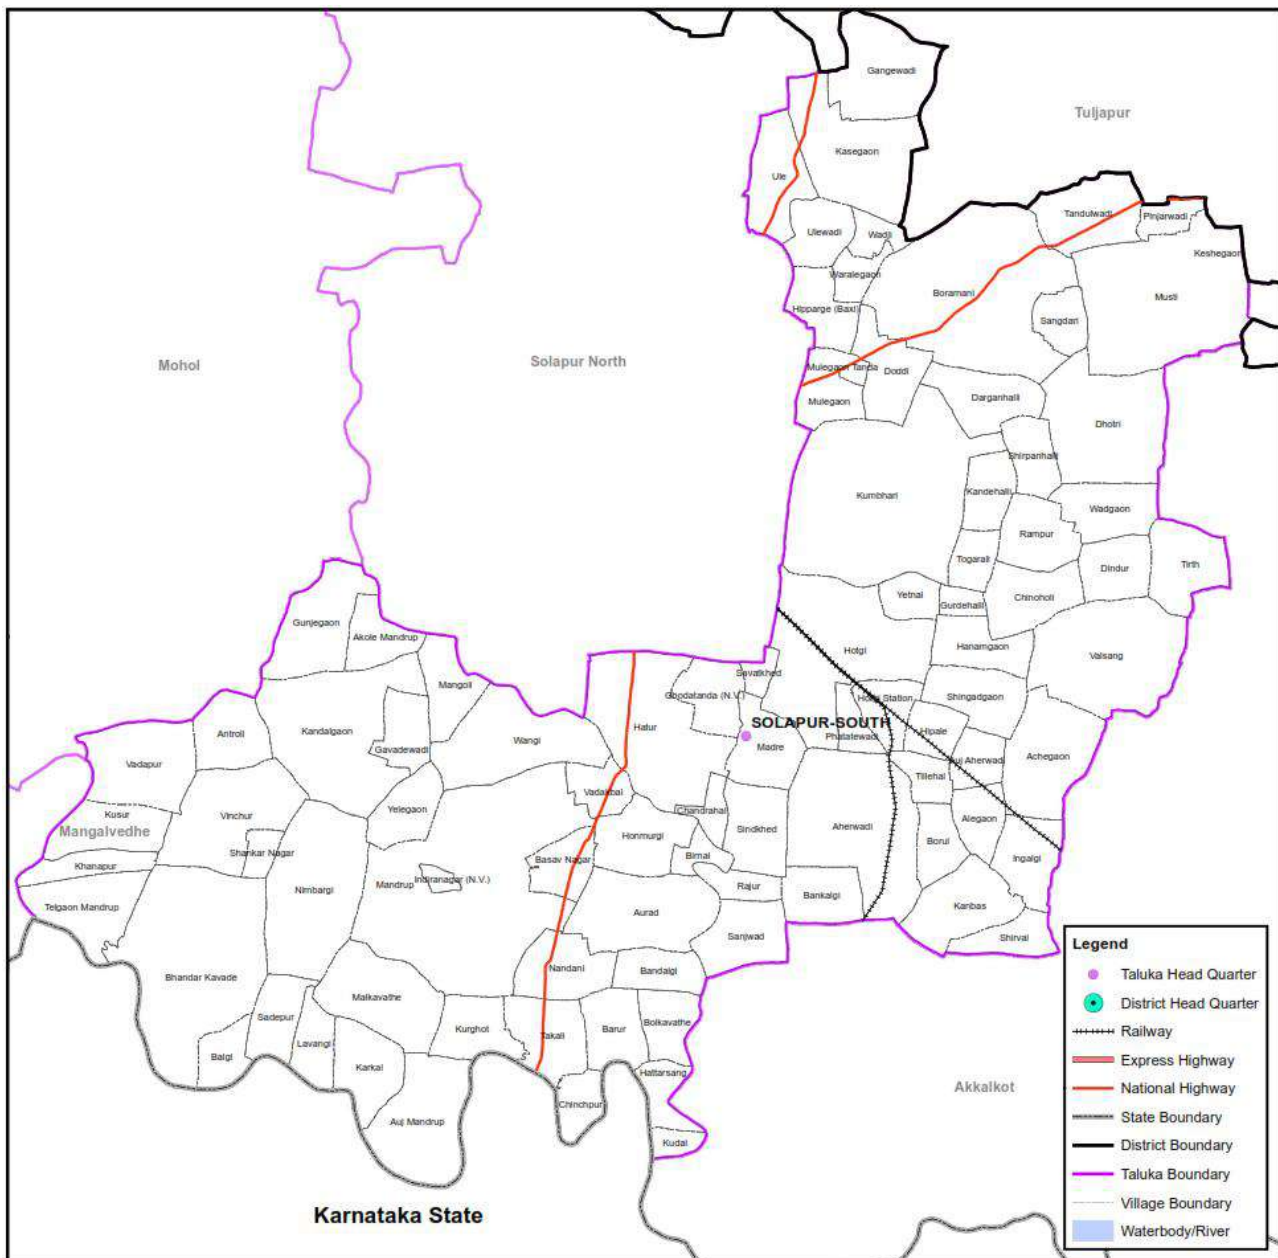 Gangewadi
Tuljapur
Kasegaon
Ule
Tandulwadi
Pinjarwadi
Ulewadi
Wadji
Keshegaon
Waralegaon
Boramani
Musti
Hipparge (Baxi)
Sangdari
Mohol
Solapur North
Mulegaon Tanda
Doddi
Mulegaon
Darganhalli
Dhotri
Shirpanhalli
Kumbhari
Kandehalli
Wadgaon
Rampur
Togarali
Dindur
Tirth
Yetnal
Gurdehalli
Chincholi
Gunjegaon
Akole Mandrup
Hotgi
Hanamgaon
Valsang
Mangoli
Savatkhed
Goodatanda (N.V.)
Hotgi Station
Shingadgaon
SOLAPUR-SOUTH
Antroli
Kandalgaon
Hatur
Gavadewadi
Wangi
Madre
Phatatewadi
Hipale
Vadapur
Auj Aherwadi
Achegaon
Tillehal
Vadakbal
Kusur
Vinchur
Yelegaon
Chandrahal
Mangalvedhe
Honmurgi
Sindkhed
Aherwadi
Alegaon
Borul
Shankar Nagar
Birnal
Basav Nagar
Ingalgi
Khanapur
Nimbargi
Mandrup
Indiranagar (N.V.)
Rajur
Bankalgi
Telgaon Mandrup
Aurad
Kanbas
Sanjwad
Shirval
Bhandar Kavade
Nandani
Bandalgi
Malkavathe
Sadepur
Kurghot
Takali
Barur
Bolkavathe
Lavangi
Balgi
Karkal
Hattarsang
Akkalkot
Chinchpur
Auj Mandrup
Kudal
Karnataka State
Legend
Taluka Head Quarter
District Head Quarter
Railway
Express Highway
National Highway
State Boundary
District Boundary
Taluka Boundary
Village Boundary
Waterbody/River